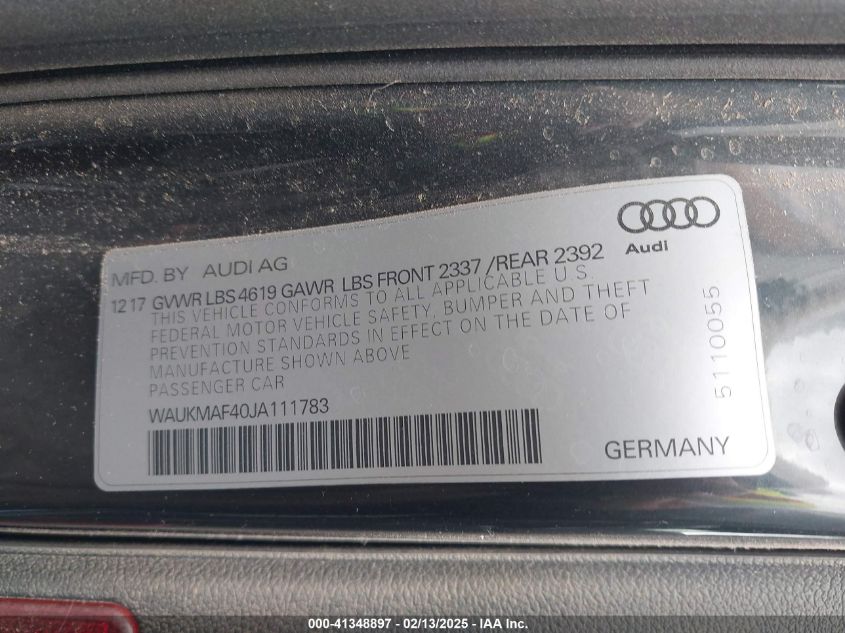 MFD. BY AUDI AG
Audi
12 17 GVWR LBS 4619 GAWR LBS FRONT 2337 /REAR 2392
THIS VEHICLE CONFORMS TO ALL APPLICABLE U.S.
FEDERAL MOTOR VEHICLE SAFETY, BUMPER AND THEFT
PREVENTION STANDARDS IN EFFECT ON THE DATE OF
MANUFACTURE SHOWN ABOVE
PASSENGER CAR
WAUKMAF40JA111783
GERMANY
5110055
000-41348897 - 02/13/2025 - IAA Inc.